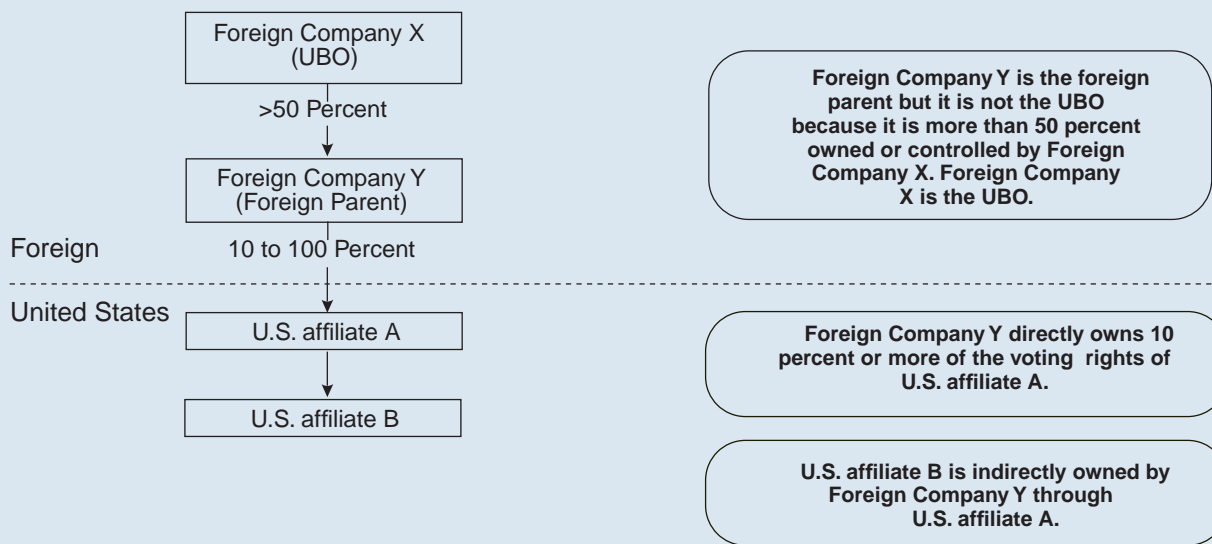 Foreign Company X
(UBO)
>50 Percent
Foreign Company Y
(Foreign Parent)
Foreign
10 to 100 Percent
United States
U.S. affiliate A
U.S. affiliate B
Foreign Company Y is the foreign
parent but it is not the UBO
because it is more than 50 percent
owned or controlled by Foreign
Company X. Foreign Company
X is the UBO.
Foreign Company Y directly owns 10
percent or more of the voting rights of
U.S. affiliate A.
U.S. affiliate B is indirectly owned by
Foreign Company Y through
U.S. affiliate A.